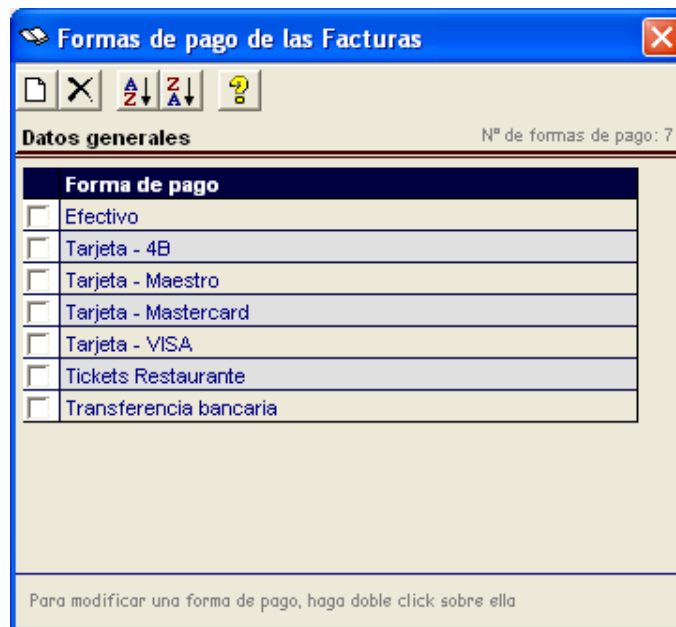 Formas de pago de las Facturas
Datos generales
Nº de formas de pago: 7
Forma de pago
Efectivo
Tarjeta - 4B
Tarjeta - Maestro
Tarjeta - Mastercard
Tarjeta - VISA
Tickets Restaurante
Transferencia bancaria
Para modificar una forma de pago, haga doble click sobre ella